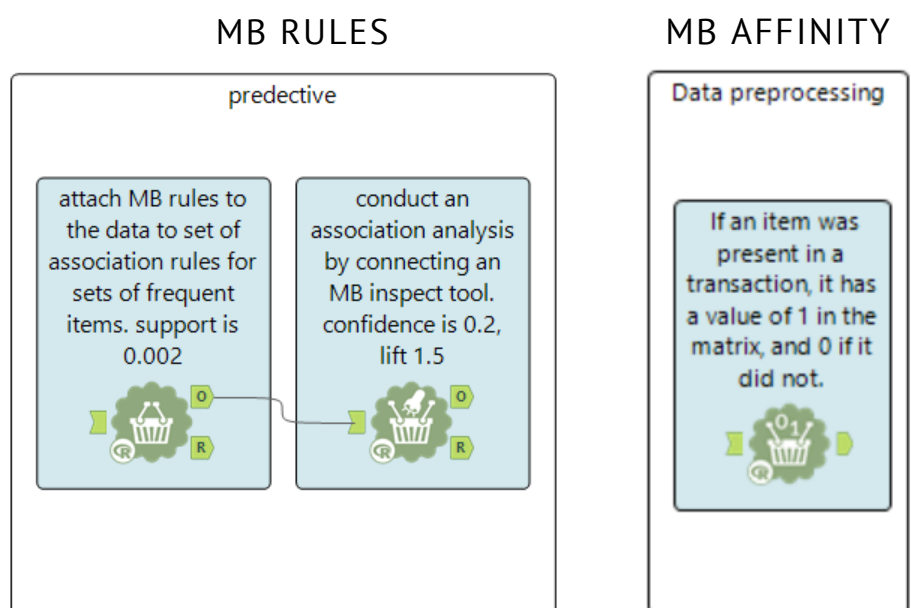 MB RULES
predective
attach MB rules to
the data to set of
association rules for
sets of frequent
items. support is
0.002
O
R
conduct an
association analysis
by connecting an
MB inspect tool.
confidence is 0.2,
lift 1.5
O
R
MB AFFINITY
Data preprocessing
If an item was
present in a
transaction, it has
a value of 1 in the
matrix, and 0 if it
did not.
01